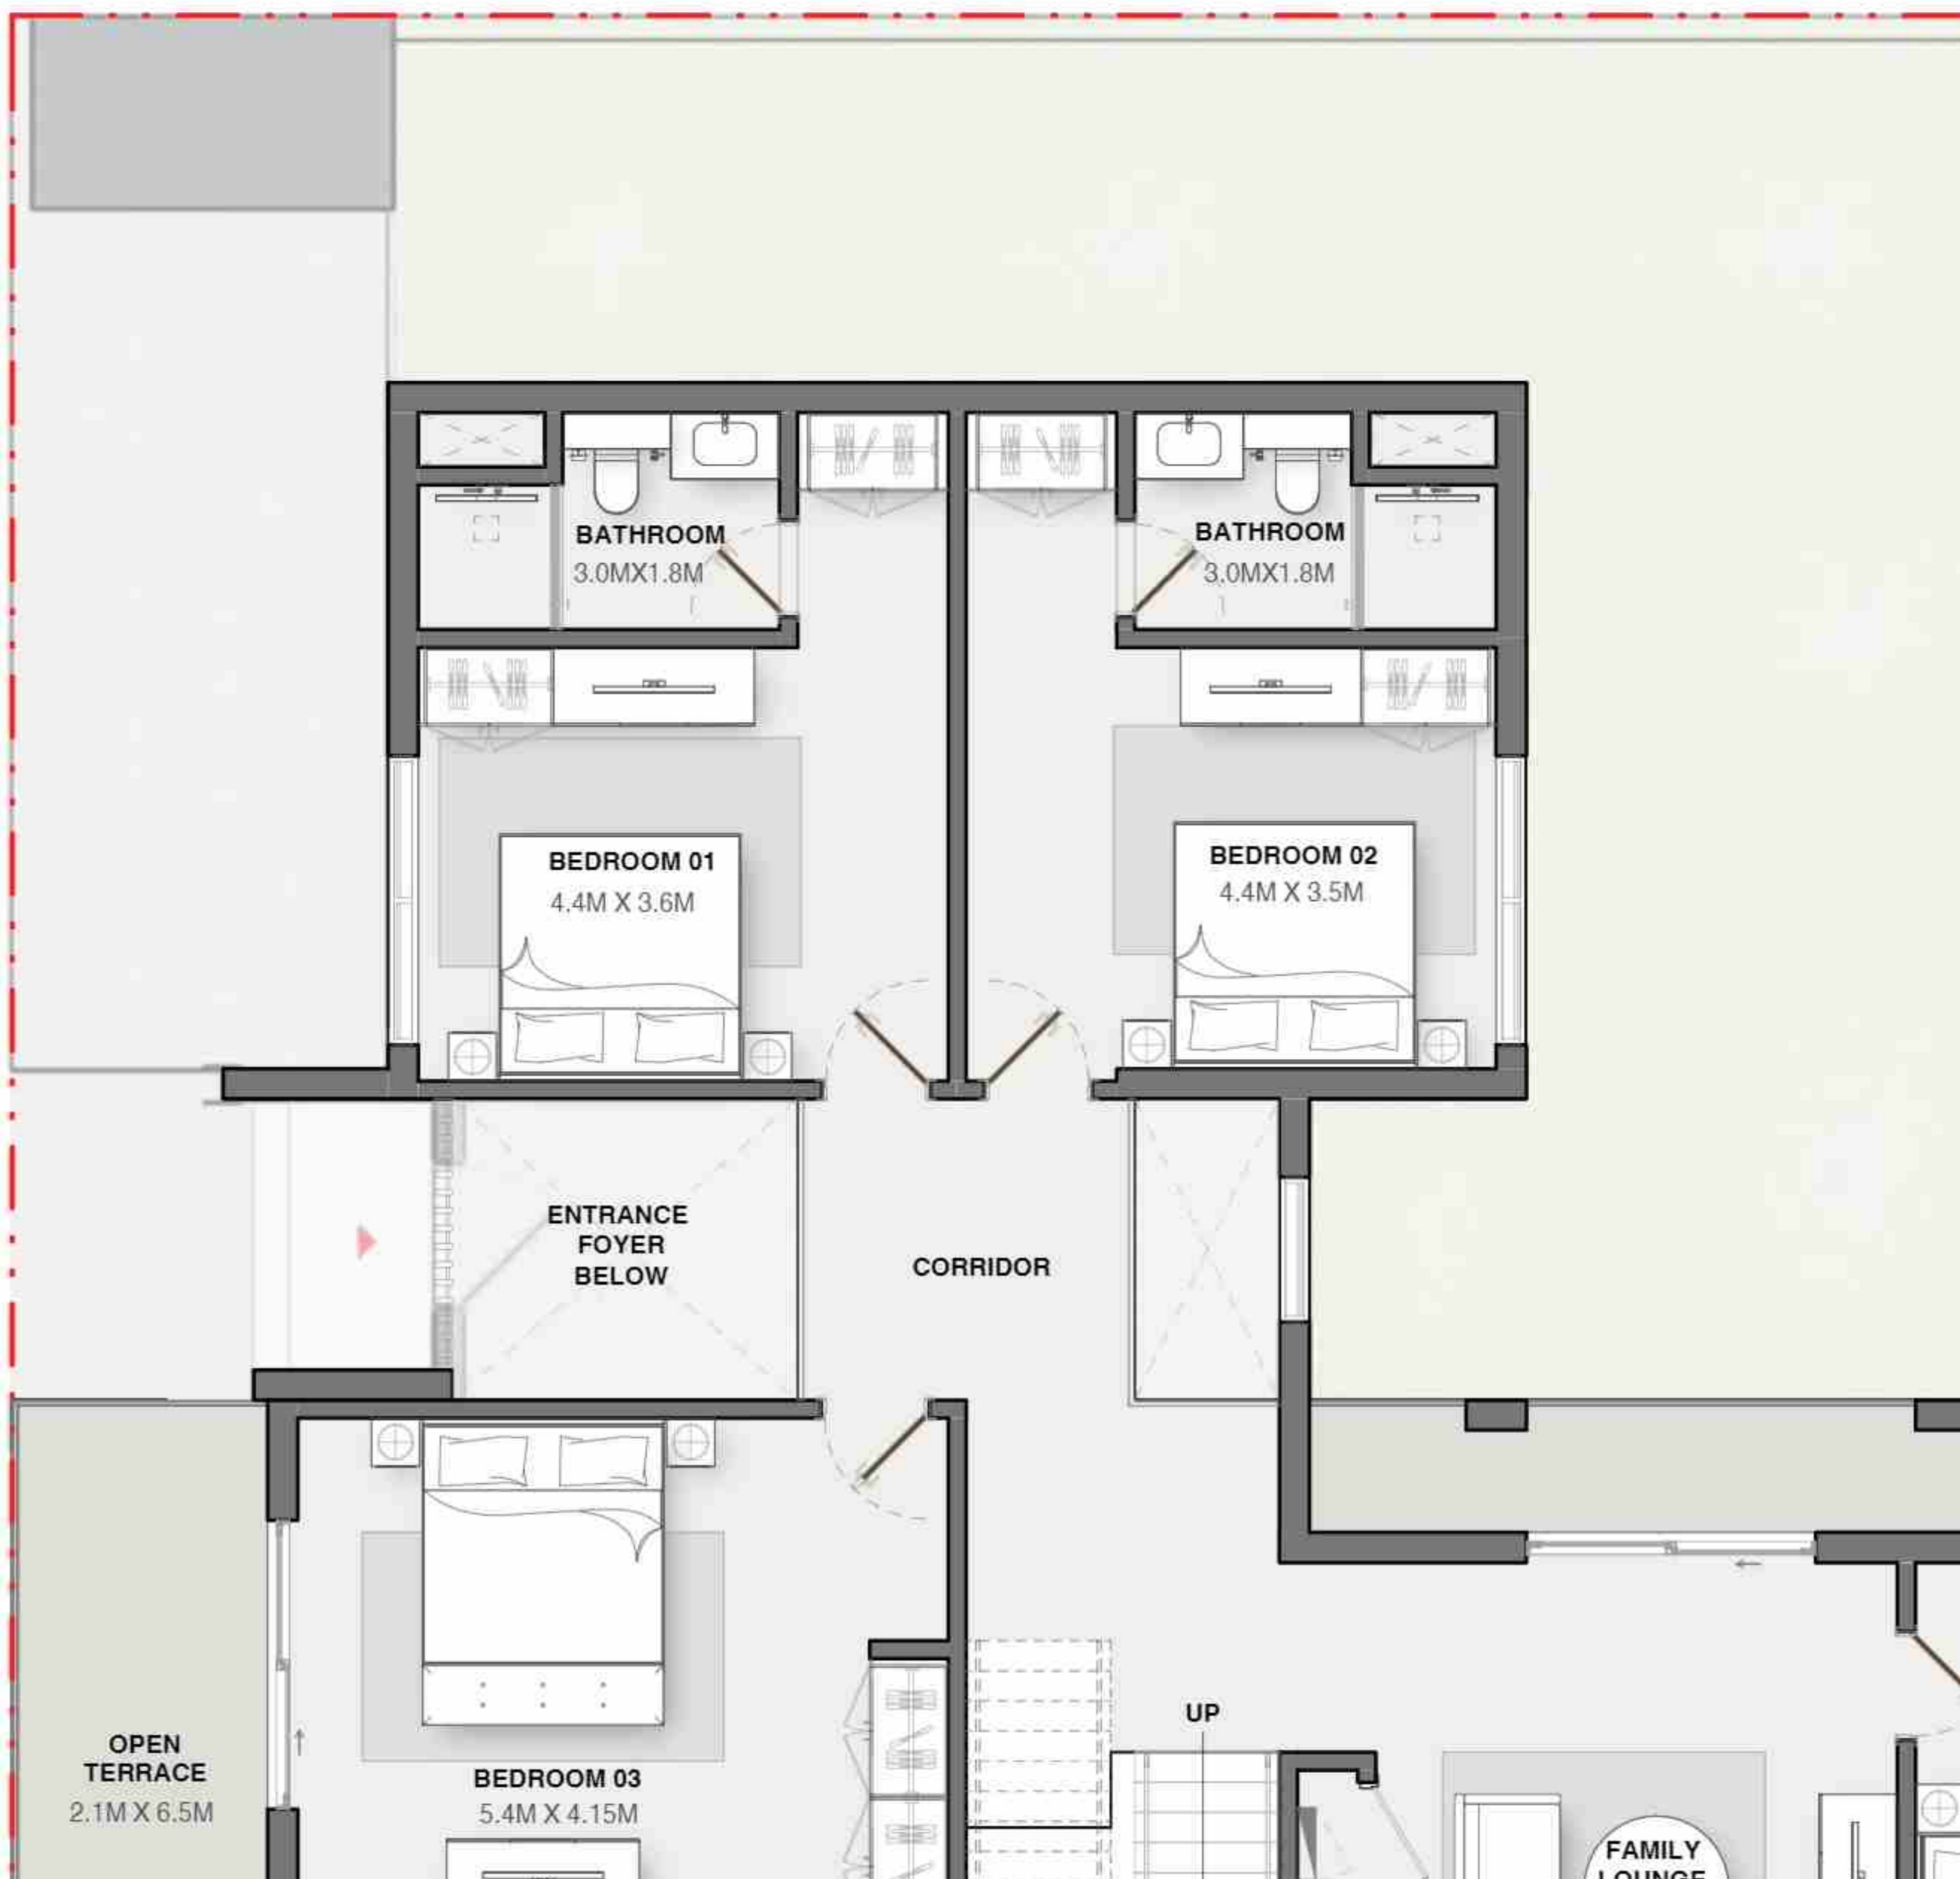 BATHROOM
3.0MX1.8M
BATHROOM
3.0MX1.8M
BEDROOM 01
4.4M X 3.6M
BEDROOM 02
4.4M X 3.5M
ENTRANCE
FOYER
BELOW
CORRIDOR
UP
OPEN
TERRACE
2.1M X 6.5M
BEDROOM 03
5.4M X 4.15M
FAMILY
LOUNGE